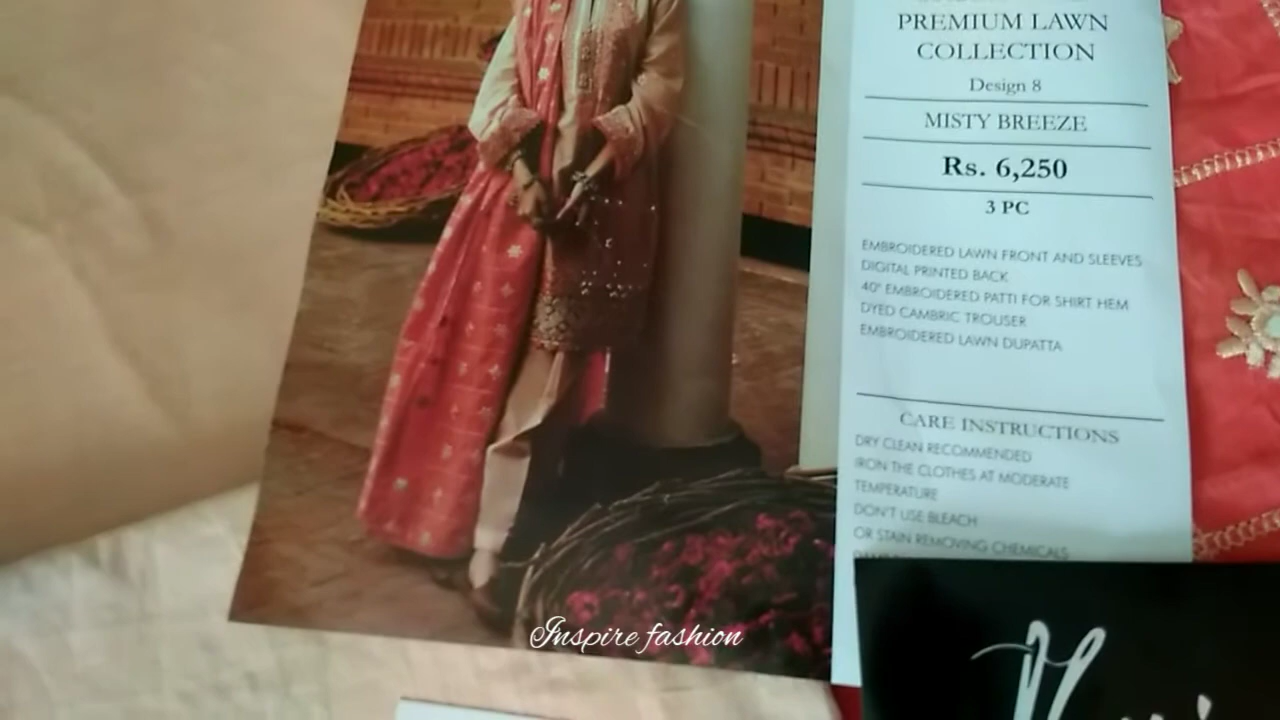 PREMIUM LAWN
COLLECTION
Design 8
MISTY BREEZE
Rs. 6,250
3 PC
EMBROIDERED LAWN FRONT AND SLEEVES
DIGITAL PRINTED BACK
40" EMBROIDERED PATTI FOR SHIRT HEM
DYED CAMBRIC TROUSER
EMBROIDERED LAWN DUPATTA
CARE INSTRUCTIONS
DRY CLEAN RECOMMENDED
IRON THE CLOTHES AT MODERATE
TEMPERATURE
DON'T USE BLEACH
OR STAIN REMOVING CHEMICALS
Inspire fashion